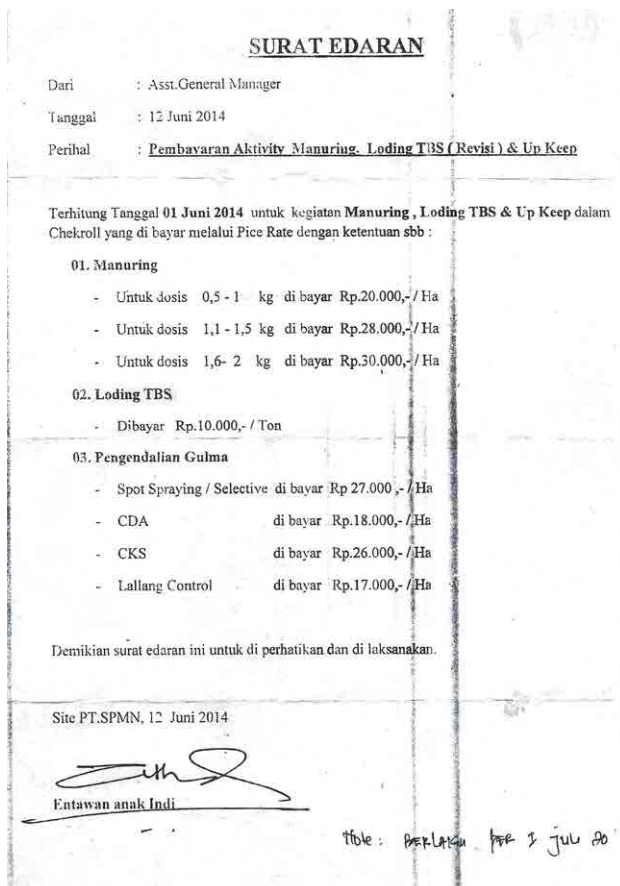 SURAT EDARAN
Dari : Asst.General Manager
Tanggal : 12 Juni 2014
Perihal : Pembayaran Aktivity Manuring, Loding TBS ( Revisi ) & Up Keep
Terhitung Tanggal 01 Juni 2014 untuk kegiatan Manuring , Loding TBS & Up Keep dalam
Chekroll yang di bayar melalui Pice Rate dengan ketentuan sbb :
01. Manuring
- Untuk dosis 0,5 - 1 kg di bayar Rp.20.000,- / Ha
- Untuk dosis 1,1 - 1,5 kg di bayar Rp.28.000,- / Ha
- Untuk dosis 1,6- 2 kg di bayar Rp.30.000,- / Ha
02. Loding TBS
- Dibayar Rp.10.000,- / Ton
03. Pengendalian Gulma
- Spot Spraying / Selective di bayar Rp 27.000 ,- / Ha
- CDA di bayar Rp.18.000,- / Ha
- CKS di bayar Rp.26.000,- / Ha
- Lallang Control di bayar Rp.17.000,- / Ha
Demikian surat edaran ini untuk di perhatikan dan di laksanakan.
Site PT.SPMN, 12 Juni 2014
Entawan anak Indi
Note : BERLAKU PER 1 JUL 20